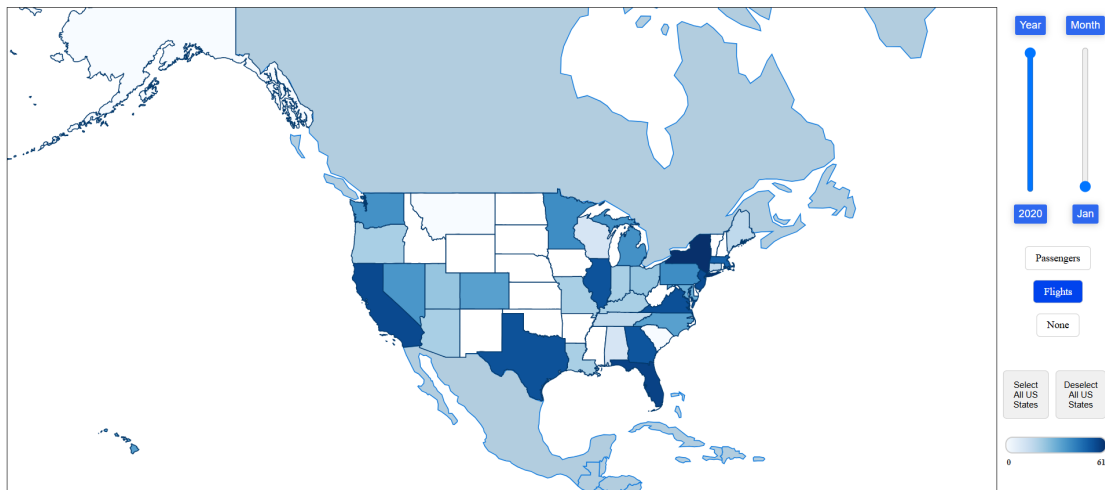 Year Month
2020 Jan
Passengers
Flights
None
Select
All US
States
Deselect
All US
States
0 61